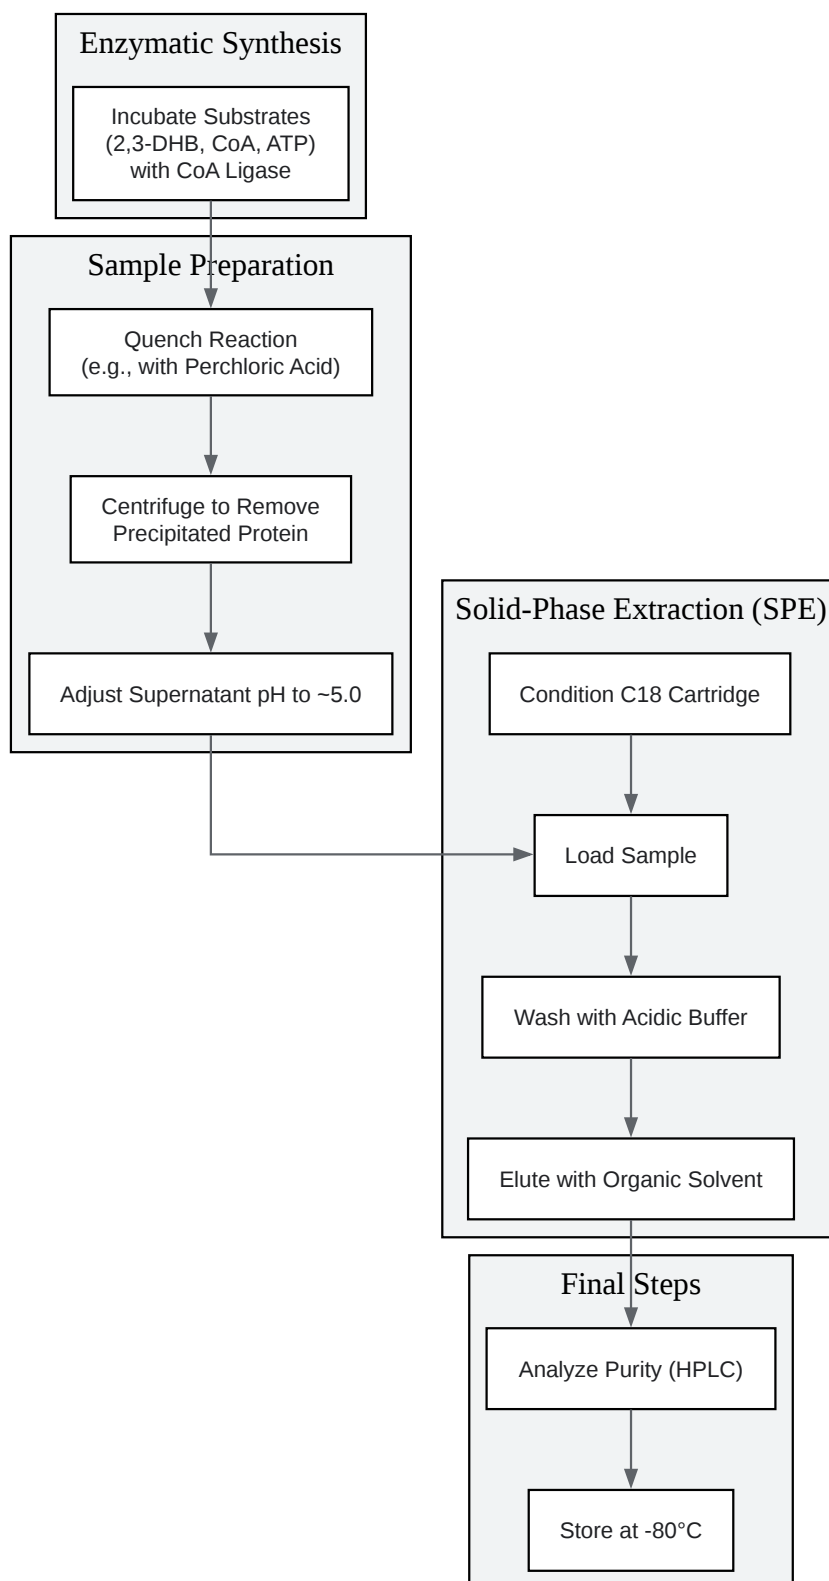 Enzymatic Synthesis
Incubate Substrates
(2,3-DHB, CoA, ATP)
with CoA Ligase
Sample Preparation
Quench Reaction
(e.g., with Perchloric Acid)
Centrifuge to Remove
Precipitated Protein
Adjust Supernatant pH to ~5.0
Solid-Phase Extraction (SPE)
Condition C18 Cartridge
Load Sample
Wash with Acidic Buffer
Elute with Organic Solvent
Final Steps
Analyze Purity (HPLC)
Store at -80°C